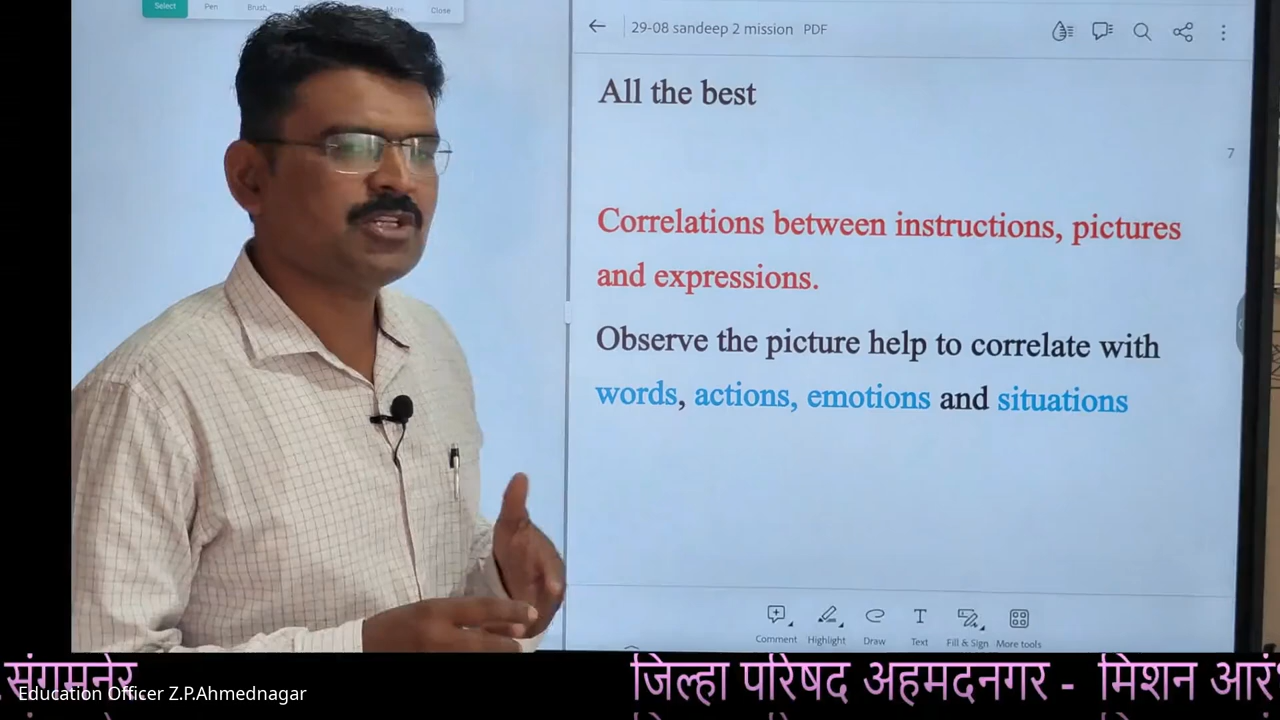 Select Pen Brush Close
29-08 sandeep 2 mission PDF
All the best
7
Correlations between instructions, pictures
and expressions.
Observe the picture help to correlate with
words, actions, emotions and situations
Comment Highlight Draw Text Fill & Sign More tools
संगमनेर जिल्हा परिषद अहमदनगर - मिशन
Education Officer Z.P.Ahmednagar